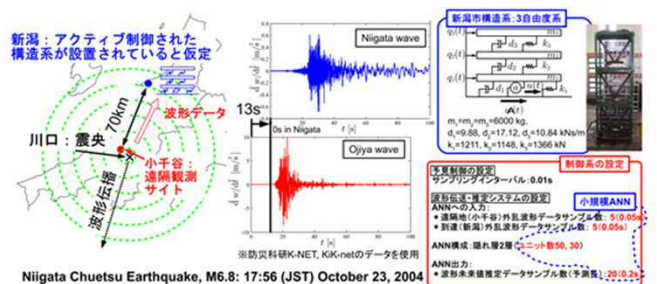 新潟:アクティブ制御された
構造系が設置されていると仮定
70km
波形データ
川口:震央
小千谷:
遠隔観測
サイト
波形伝播
Niigata wave
d w/dt [m/s²]
t [s]
13s
0s in Niigata
Ojiya wave
d w/dt [m/s²]
t [s]
※防災科研K-NET, KiK-netのデータを使用
新潟市構造系:3自由度系
m₁=m₂=m₃=6000 kg,
d₁=9.88, d₂=17.12, d₃=10.84 kNs/m
k₁=1211, k₂=1148, k₃=1366 kN
制御系の設定
予見制御の設定
サンプリングインターバル:0.01s
波形伝送・推定システムの設定
小規模ANN
ANNへの入力:
• 遠隔地(小千谷)外乱波形データサンプル数: 5(0.05s)
• 到達(新潟)外乱波形データサンプル数: 5(0.05s)
ANN構成:隠れ層2層(ユニット数50, 30)
ANN出力:
• 波形未来値推定データサンプル数(予測長):20(0.2s)
Niigata Chuetsu Earthquake, M6.8: 17:56 (JST) October 23, 2004